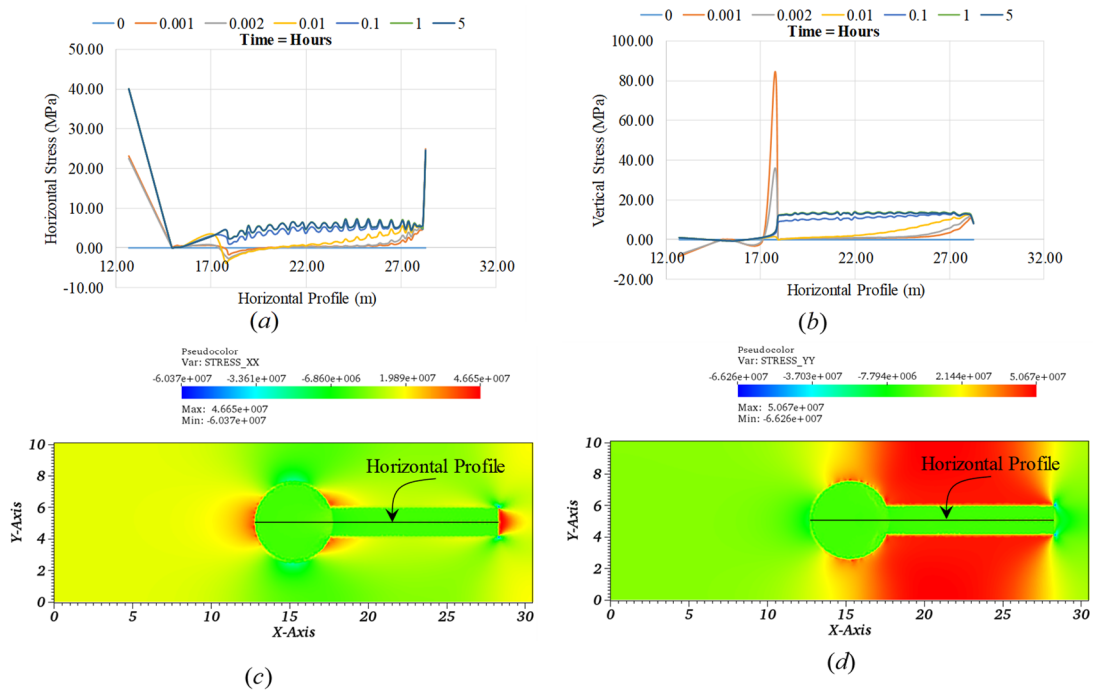 0 0.001 0.002 0.01 0.1 1 5
Time = Hours
50.00
40.00
30.00
20.00
10.00
0.00
-10.00
12.00 17.00 22.00 27.00 32.00
Horizontal Stress (MPa)
Horizontal Profile (m)
(a)
0 0.001 0.002 0.01 0.1 1 5
Time = Hours
100.00
80.00
60.00
40.00
20.00
0.00
-20.00
12.00 17.00 22.00 27.00 32.00
Vertical Stress (MPa)
Horizontal Profile (m)
(b)
Pseudocolor
Var: STRESS_XX
-6.037e+007 -3.361e+007 -6.860e+006 1.989e+007 4.665e+007
Max: 4.665e+007
Min: -6.037e+007
10
8
6
4
2
0
Y-Axis
Horizontal Profile
0 5 10 15 20 25 30
X-Axis
(c)
Pseudocolor
Var: STRESS_YY
-6.626e+007 -3.703e+007 -7.794e+006 2.144e+007 5.067e+007
Max: 5.067e+007
Min: -6.626e+007
10
8
6
4
2
0
Y-Axis
Horizontal Profile
0 5 10 15 20 25 30
X-Axis
(d)